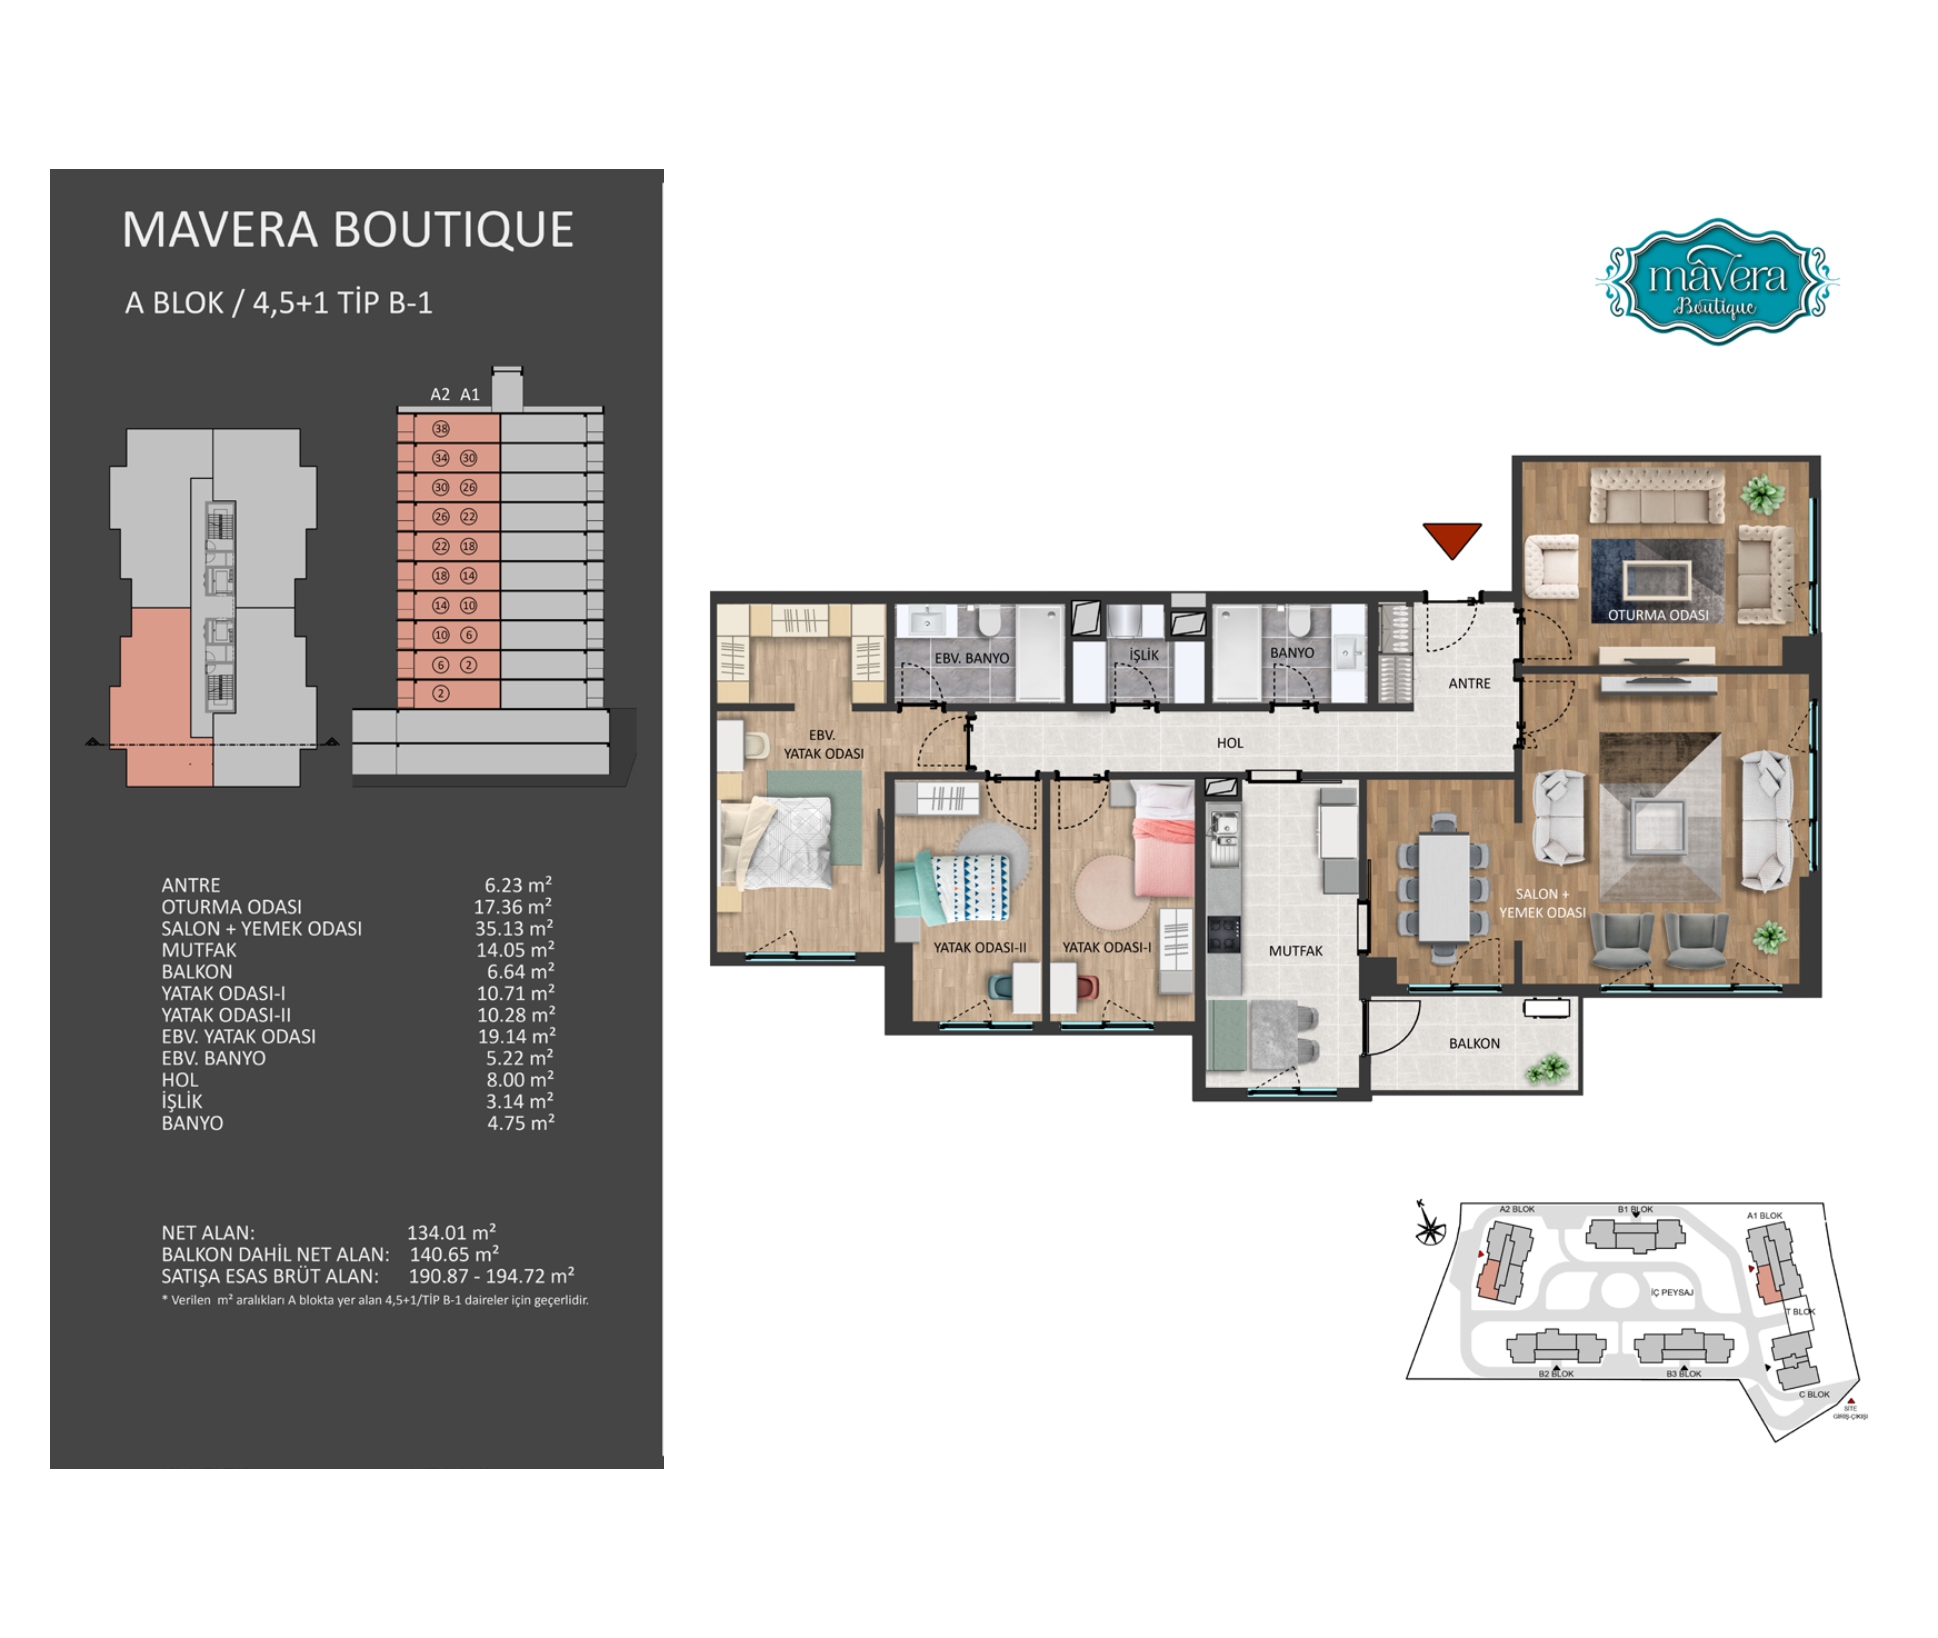 MAVERA BOUTIQUE
A BLOK / 4,5+1 TİP B-1
A2 A1
38
34 30
30 26
26 22
22 18
18 14
14 10
10 6
6 2
2
ANTRE 6.23 m²
OTURMA ODASI 17.36 m²
SALON + YEMEK ODASI 35.13 m²
MUTFAK 14.05 m²
BALKON 6.64 m²
YATAK ODASI-I 10.71 m²
YATAK ODASI-II 10.28 m²
EBV. YATAK ODASI 19.14 m²
EBV. BANYO 5.22 m²
HOL 8.00 m²
İŞLİK 3.14 m²
BANYO 4.75 m²
NET ALAN: 134.01 m²
BALKON DAHİL NET ALAN: 140.65 m²
SATIŞA ESAS BRÜT ALAN: 190.87 - 194.72 m²
* Verilen m² aralıkları A blokta yer alan 4,5+1/TİP B-1 daireler için geçerlidir.
mâvera
Boutique
OTURMA ODASI
EBV. BANYO
İŞLİK
BANYO
ANTRE
EBV.
YATAK ODASI
HOL
SALON +
YEMEK ODASI
YATAK ODASI-II
YATAK ODASI-I
MUTFAK
BALKON
K
A2 BLOK
B1 BLOK
A1 BLOK
İÇ PEYSAJ
T BLOK
B2 BLOK
B3 BLOK
C BLOK
SİTE
GİRİŞ-ÇIKIŞI